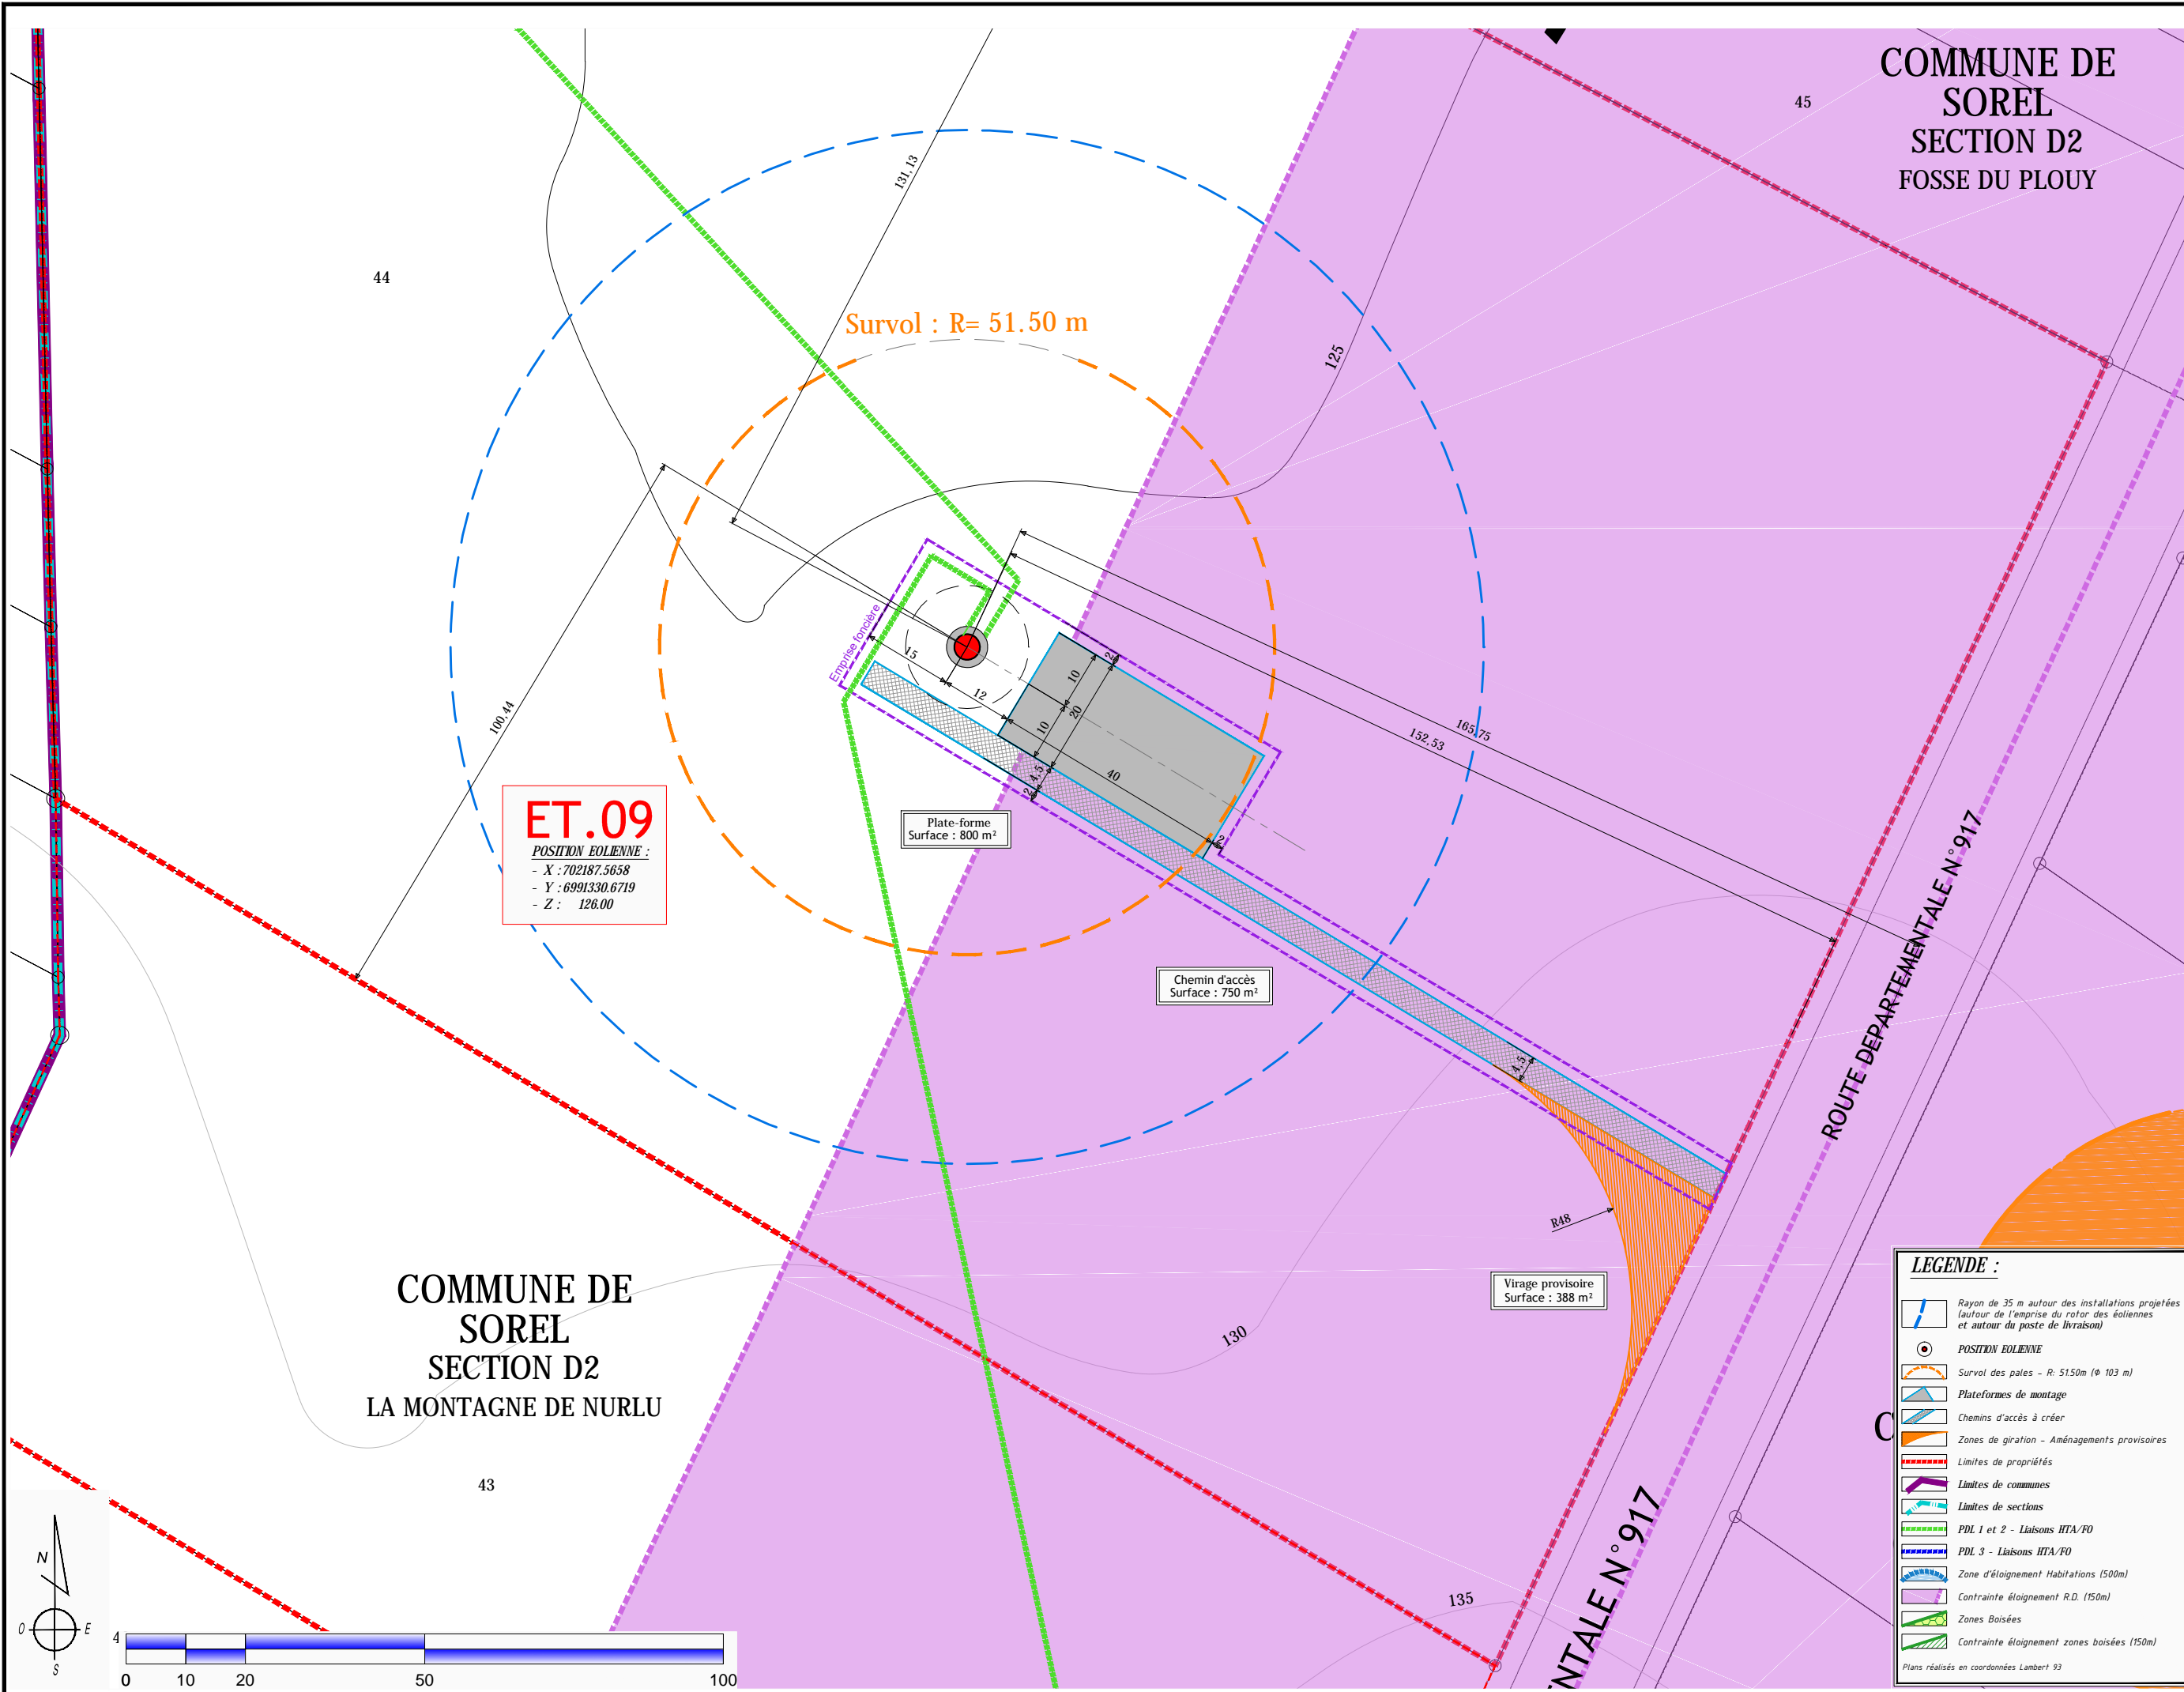 COMMUNE DE
SOREL
SECTION D2
FOSSE DU PLOUY
45
44
131,13
125
Survol : R= 51.50 m
Emprise foncière
15
12
10
10
20
2
4.5
2
40
2
100,44
165,75
152,53
ET.09
POSITION EOLIENNE :
- X :702187.5658
- Y :6991330.6719
- Z : 126.00
Plate-forme
Surface : 800 m²
Chemin d'accès
Surface : 750 m²
4.5
R48
Virage provisoire
Surface : 388 m²
ROUTE DEPARTEMENTALE N°917
COMMUNE DE
SOREL
SECTION D2
LA MONTAGNE DE NURLU
130
43
135
NTALE N°917
C
LEGENDE :
Rayon de 35 m autour des installations projetées
(autour de l'emprise du rotor des éoliennes
et autour du poste de livraison)
POSITION EOLIENNE
Survol des pales - R: 51.50m (Φ 103 m)
Plateformes de montage
Chemins d'accès à créer
Zones de giration - Aménagements provisoires
Limites de propriétés
Limites de communes
Limites de sections
PDL 1 et 2 - Liaisons HTA/FO
PDL 3 - Liaisons HTA/FO
Zone d'éloignement Habitations (500m)
Contrainte éloignement R.D. (150m)
Zones Boisées
Contrainte éloignement zones boisées (150m)
Plans réalisés en coordonnées Lambert 93
N
O
E
S
4
0 10 20 50 100